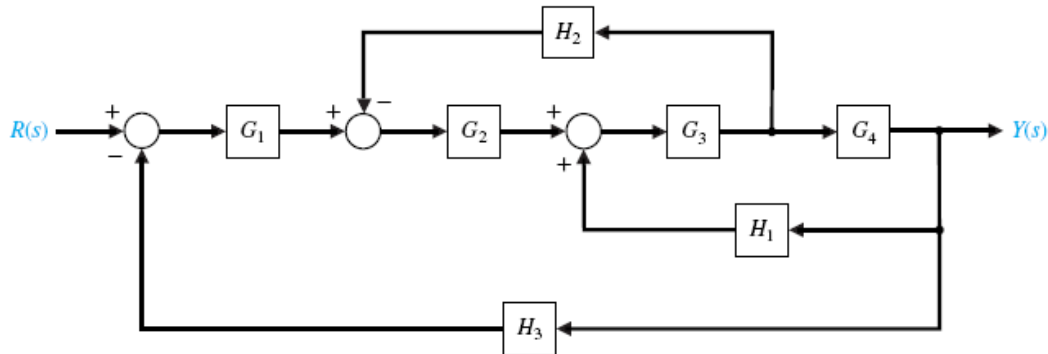 H₂
+ + − +
R(s) G₁ G₂ G₃ G₄ Y(s)
− +
H₁
H₃